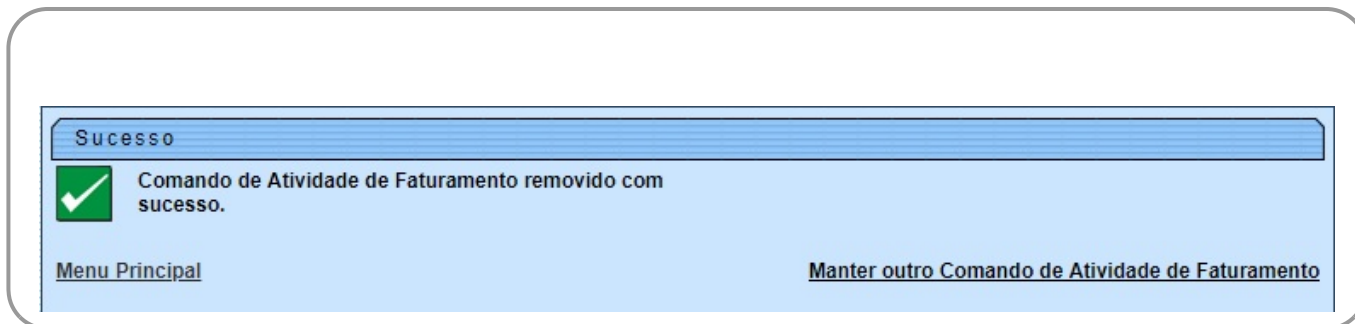 Sucesso
Comando de Atividade de Faturamento removido com
sucesso.
Menu Principal
Manter outro Comando de Atividade de Faturamento